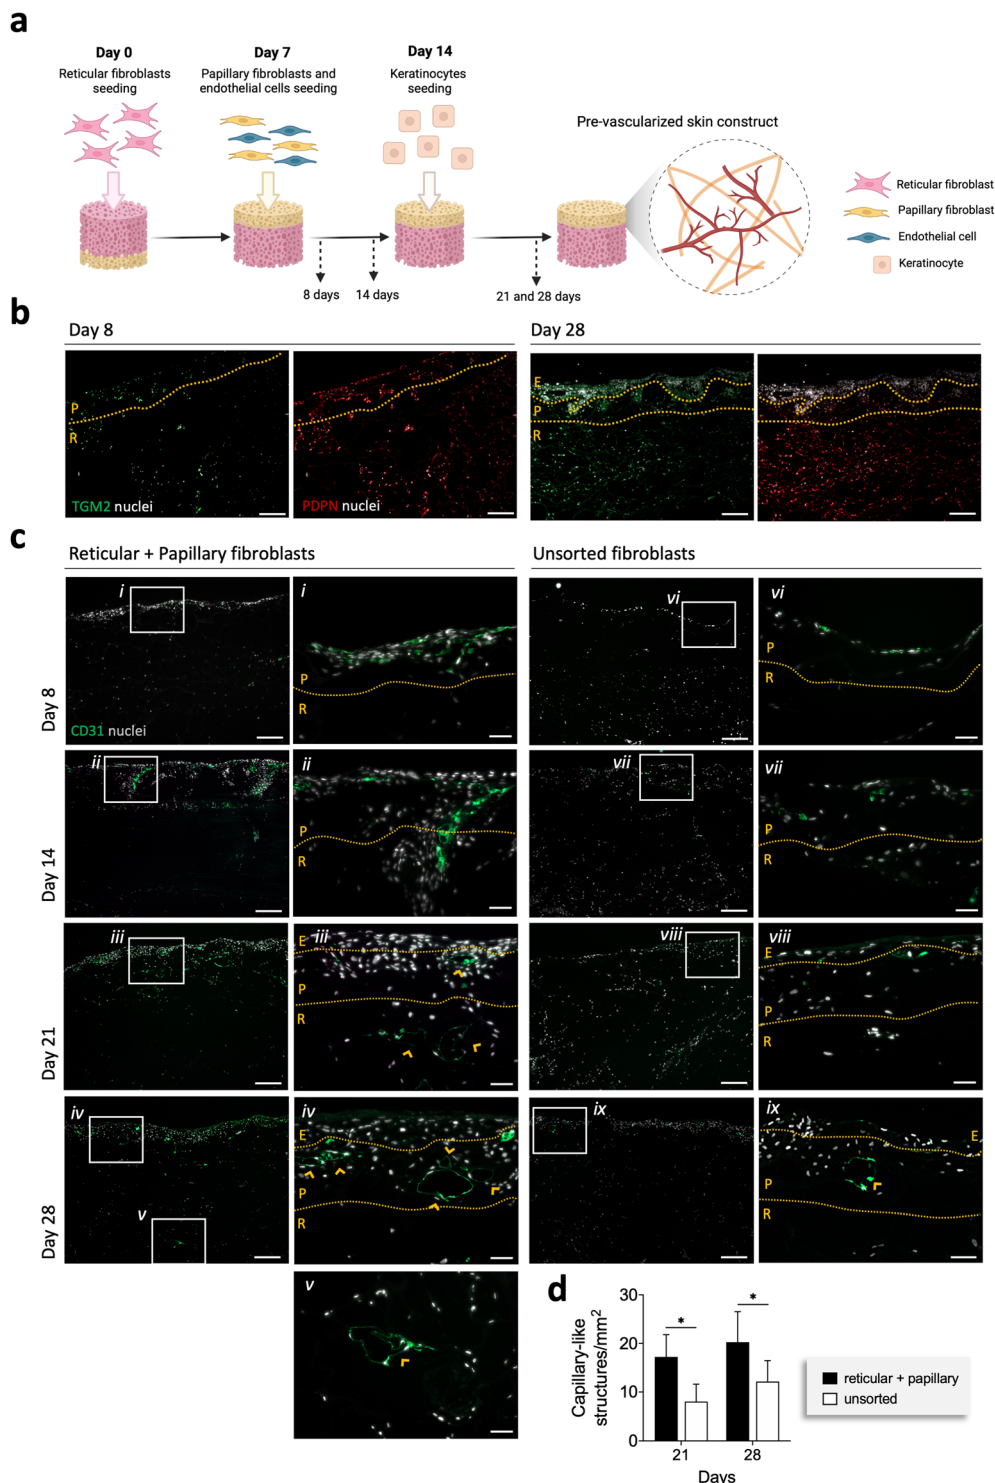 a
Day 0
Reticular fibroblasts
seeding
Day 7
Papillary fibroblasts and
endothelial cells seeding
Day 14
Keratinocytes
seeding
Pre-vascularized skin construct
Reticular fibroblast
Papillary fibroblast
Endothelial cell
Keratinocyte
8 days
14 days
21 and 28 days
b
Day 8
Day 28
P
R
TGM2 nuclei
PDPN nuclei
E
P
R
c
Reticular + Papillary fibroblasts
Unsorted fibroblasts
Day 8
i
CD31 nuclei
i
P
R
vi
vi
P
R
Day 14
ii
ii
P
R
vii
vii
P
R
Day 21
iii
iii
E
P
R
viii
viii
E
P
R
Day 28
iv
v
iv
E
P
R
ix
ix
E
P
R
v
d
Capillary-like
structures/mm²
30
20
10
0
*
*
21
28
Days
reticular + papillary
unsorted